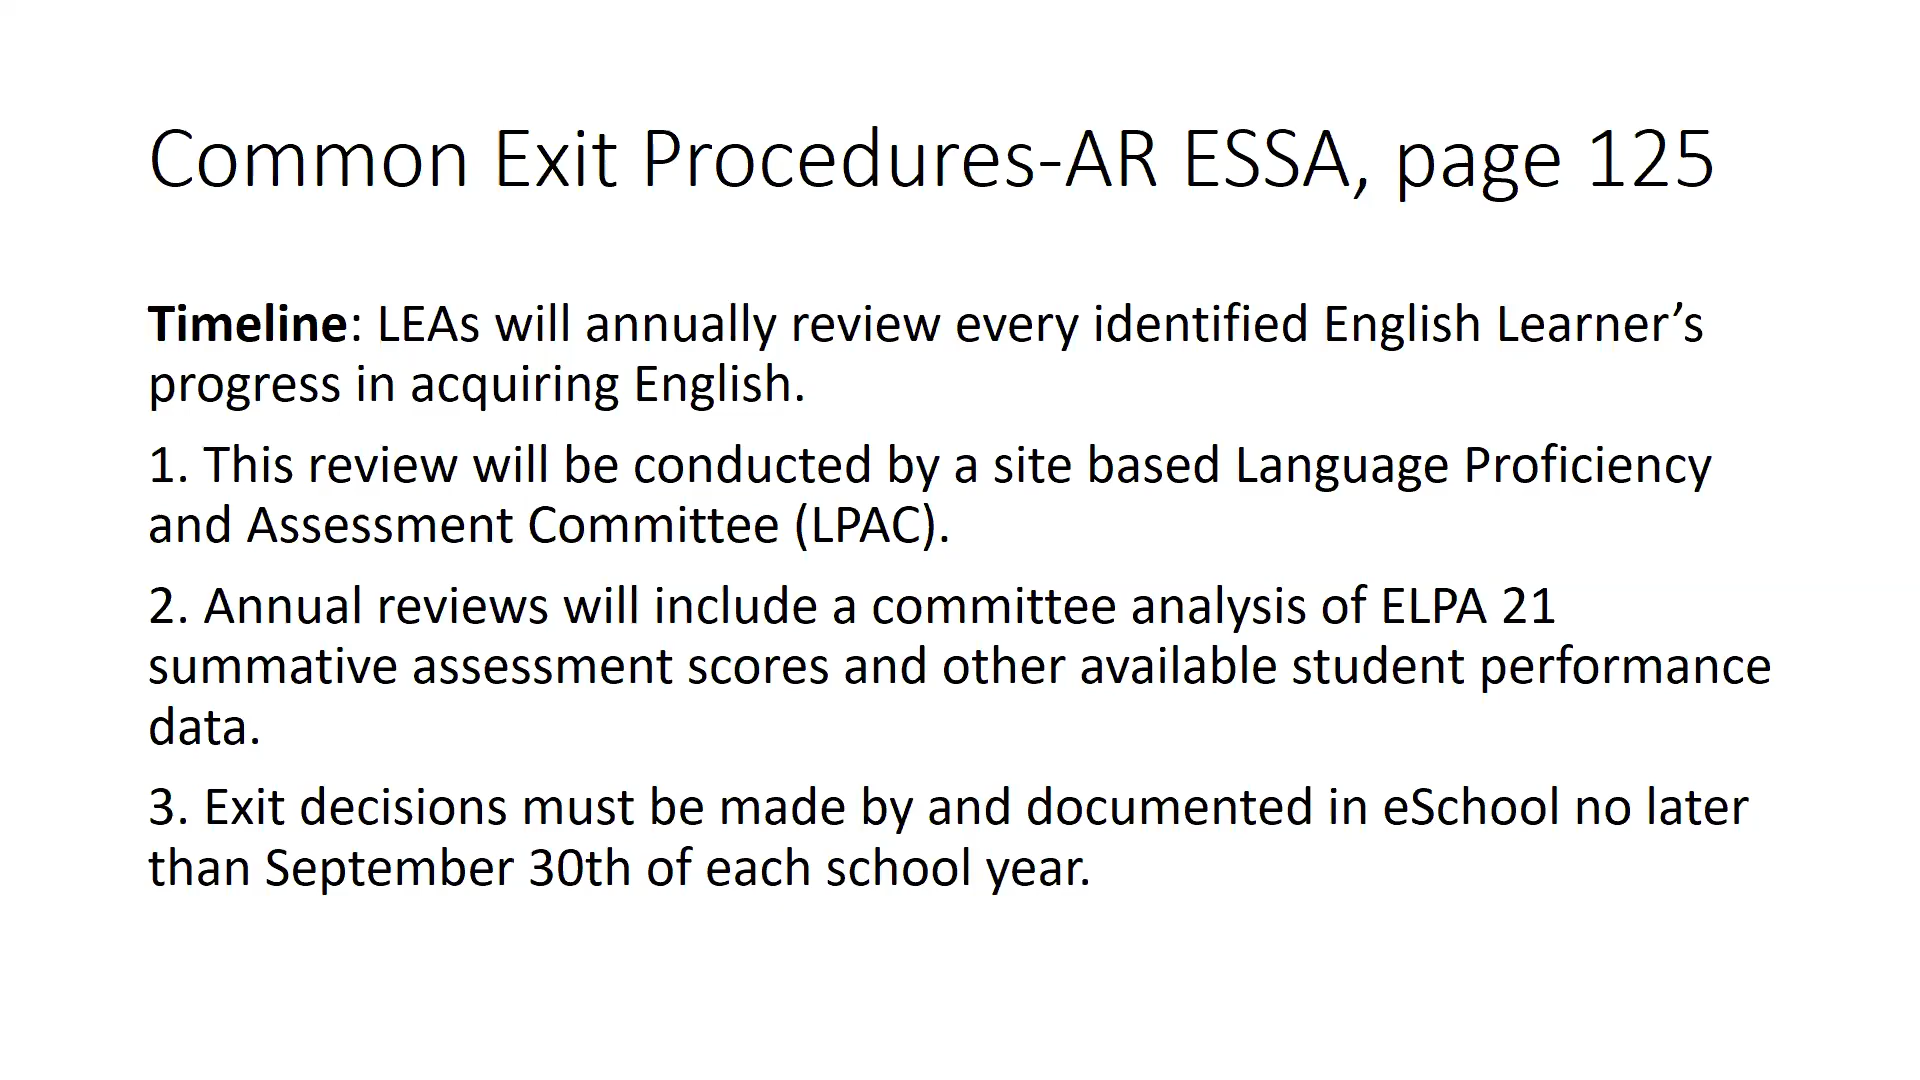 Common Exit Procedures-AR ESSA, page 125
Timeline: LEAs will annually review every identified English Learner’s
progress in acquiring English.
1. This review will be conducted by a site based Language Proficiency
and Assessment Committee (LPAC).
2. Annual reviews will include a committee analysis of ELPA 21
summative assessment scores and other available student performance
data.
3. Exit decisions must be made by and documented in eSchool no later
than September 30th of each school year.